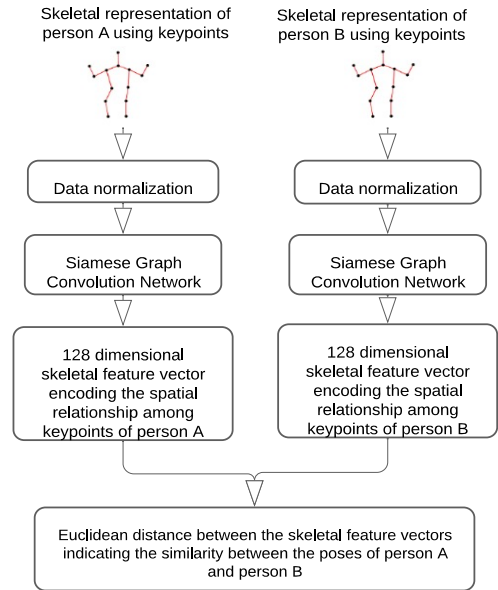 Skeletal representation of
person A using keypoints
Skeletal representation of
person B using keypoints
Data normalization
Data normalization
Siamese Graph
Convolution Network
Siamese Graph
Convolution Network
128 dimensional
skeletal feature vector
encoding the spatial
relationship among
keypoints of person A
128 dimensional
skeletal feature vector
encoding the spatial
relationship among
keypoints of person B
Euclidean distance between the skeletal feature vectors
indicating the similarity between the poses of person A
and person B